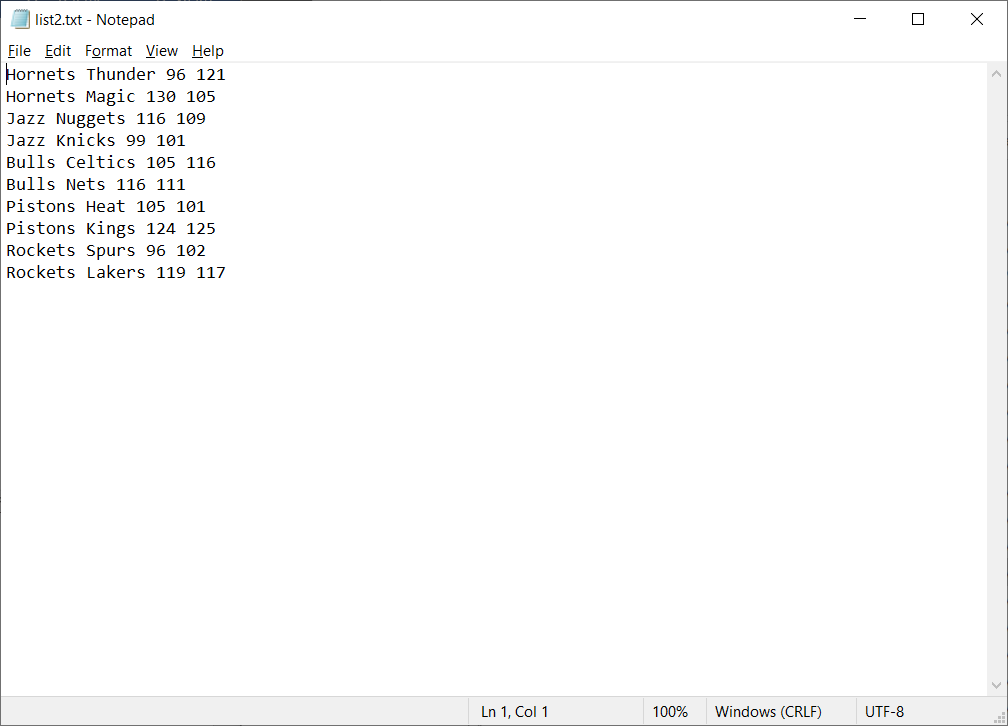 list2.txt - Notepad
File Edit Format View Help
Hornets Thunder 96 121
Hornets Magic 130 105
Jazz Nuggets 116 109
Jazz Knicks 99 101
Bulls Celtics 105 116
Bulls Nets 116 111
Pistons Heat 105 101
Pistons Kings 124 125
Rockets Spurs 96 102
Rockets Lakers 119 117
Ln 1, Col 1 100% Windows (CRLF) UTF-8